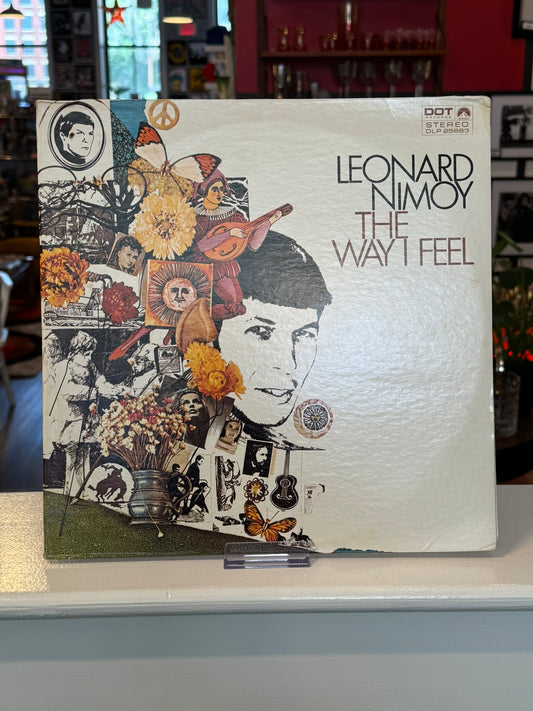 DOT
RECORDS
STEREO
DLP 25883
LEONARD
NIMOY
THE
WAY I FEEL